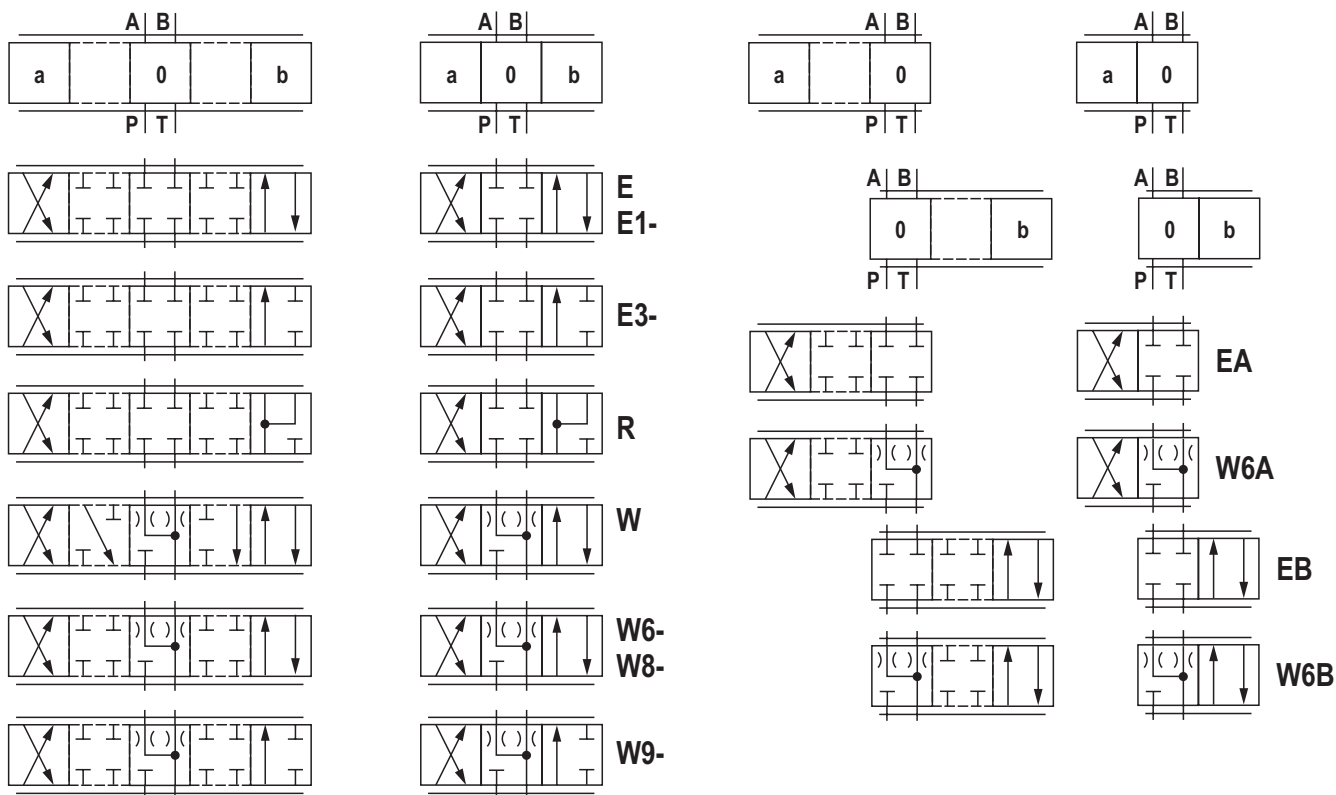 A B
a 0 b
P T
A B
a 0 b
P T
A B
a 0
P T
A B
a 0
P T
E
E1-
E3-
R
W
W6-
W8-
W9-
A B
0 b
P T
A B
0 b
P T
EA
W6A
EB
W6B